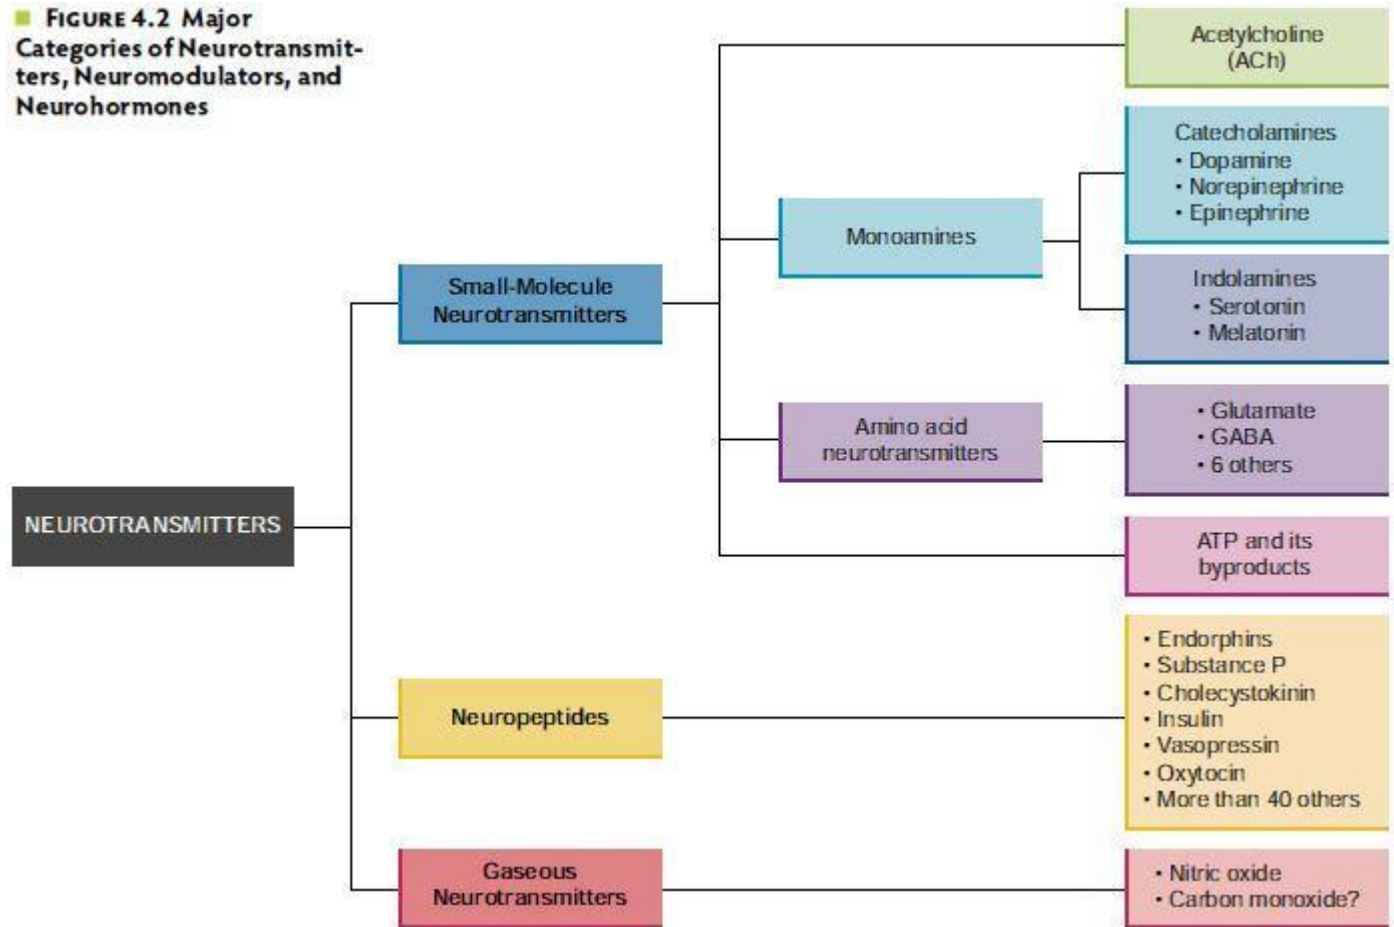 ■ FIGURE 4.2 Major
Categories of Neurotransmit-
ters, Neuromodulators, and
Neurohormones
NEUROTRANSMITTERS
Small-Molecule
Neurotransmitters
Neuropeptides
Gaseous
Neurotransmitters
Monoamines
Amino acid
neurotransmitters
Acetylcholine
(ACh)
Catecholamines
• Dopamine
• Norepinephrine
• Epinephrine
Indolamines
• Serotonin
• Melatonin
• Glutamate
• GABA
• 6 others
ATP and its
byproducts
• Endorphins
• Substance P
• Cholecystokinin
• Insulin
• Vasopressin
• Oxytocin
• More than 40 others
• Nitric oxide
• Carbon monoxide?